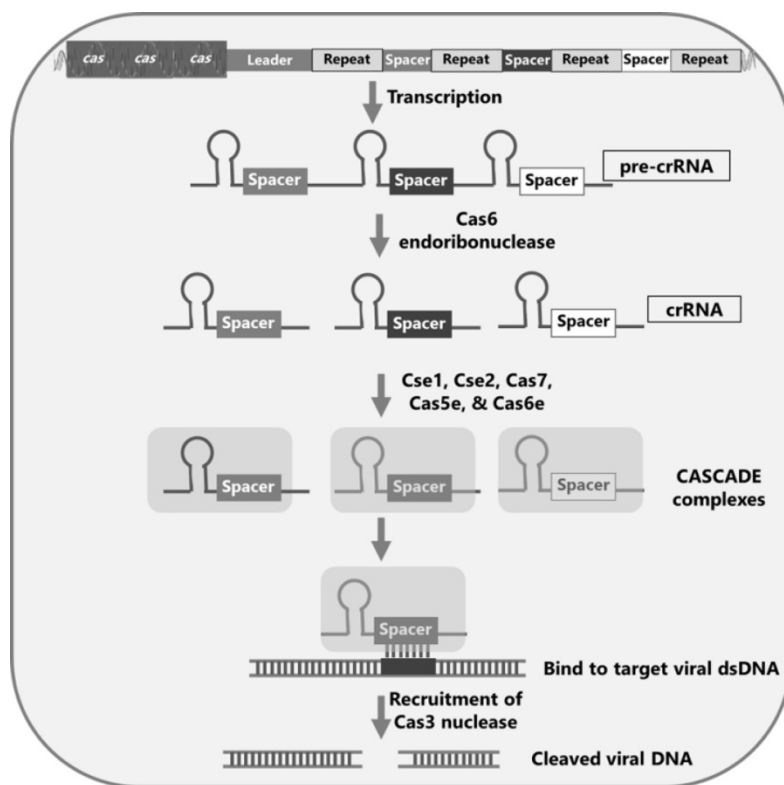 cas cas cas Leader Repeat Spacer Repeat Spacer Repeat Spacer Repeat
Transcription
Spacer Spacer Spacer pre-crRNA
Cas6
endoribonuclease
Spacer Spacer Spacer crRNA
Cse1, Cse2, Cas7,
Cas5e, & Cas6e
Spacer Spacer Spacer CASCADE
complexes
Spacer
Bind to target viral dsDNA
Recruitment of
Cas3 nuclease
Cleaved viral DNA